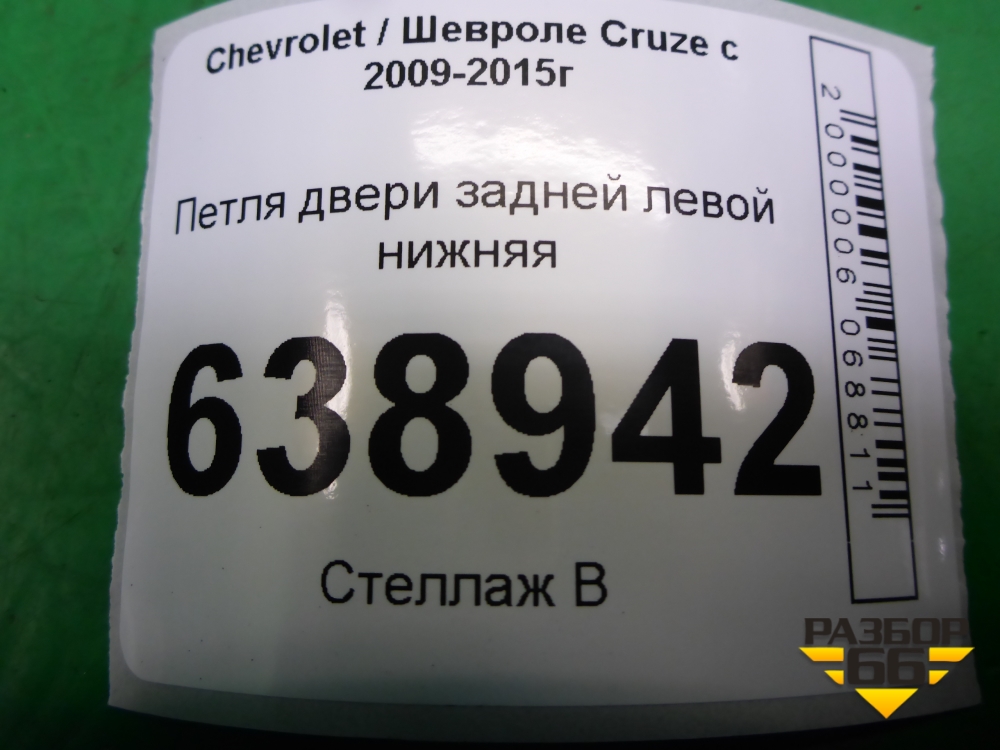 Chevrolet / Шевроле Cruze с
2009-2015г
Петля двери задней левой
нижняя
638942
Стеллаж В
2000006068811
РАЗБОР
66